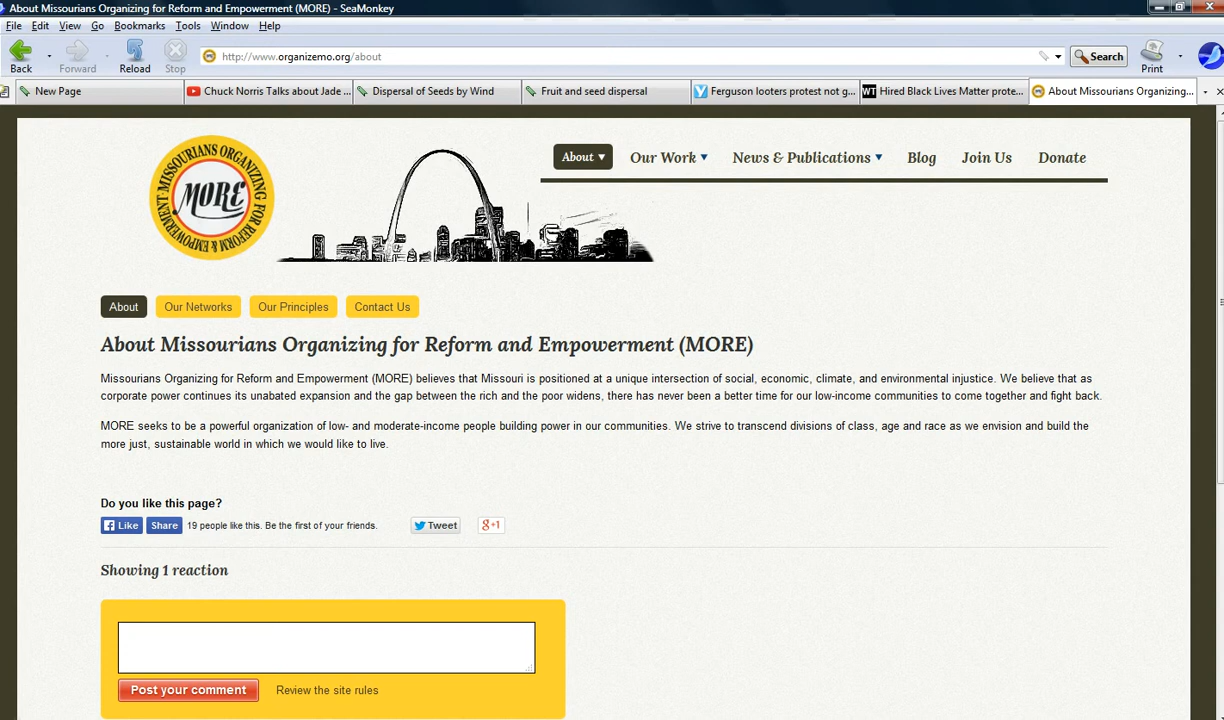 About Missourians Organizing for Reform and Empowerment (MORE) - SeaMonkey
File Edit View Go Bookmarks Tools Window Help
http://www.organizemo.org/about
Search
Back Forward Reload Stop Print
New Page
Chuck Norris Talks about Jade ...
Dispersal of Seeds by Wind
Fruit and seed dispersal
Ferguson looters protest not g...
WT Hired Black Lives Matter prote...
About Missourians Organizing...
MISSOURIANS ORGANIZING FOR REFORM & EMPOWERMENT
MORE
About Our Work News & Publications Blog Join Us Donate
About Our Networks Our Principles Contact Us
About Missourians Organizing for Reform and Empowerment (MORE)
Missourians Organizing for Reform and Empowerment (MORE) believes that Missouri is positioned at a unique intersection of social, economic, climate, and environmental injustice. We believe that as
corporate power continues its unabated expansion and the gap between the rich and the poor widens, there has never been a better time for our low-income communities to come together and fight back.
MORE seeks to be a powerful organization of low- and moderate-income people building power in our communities. We strive to transcend divisions of class, age and race as we envision and build the
more just, sustainable world in which we would like to live.
Do you like this page?
Like Share 19 people like this. Be the first of your friends. Tweet g+1
Showing 1 reaction
Post your comment Review the site rules